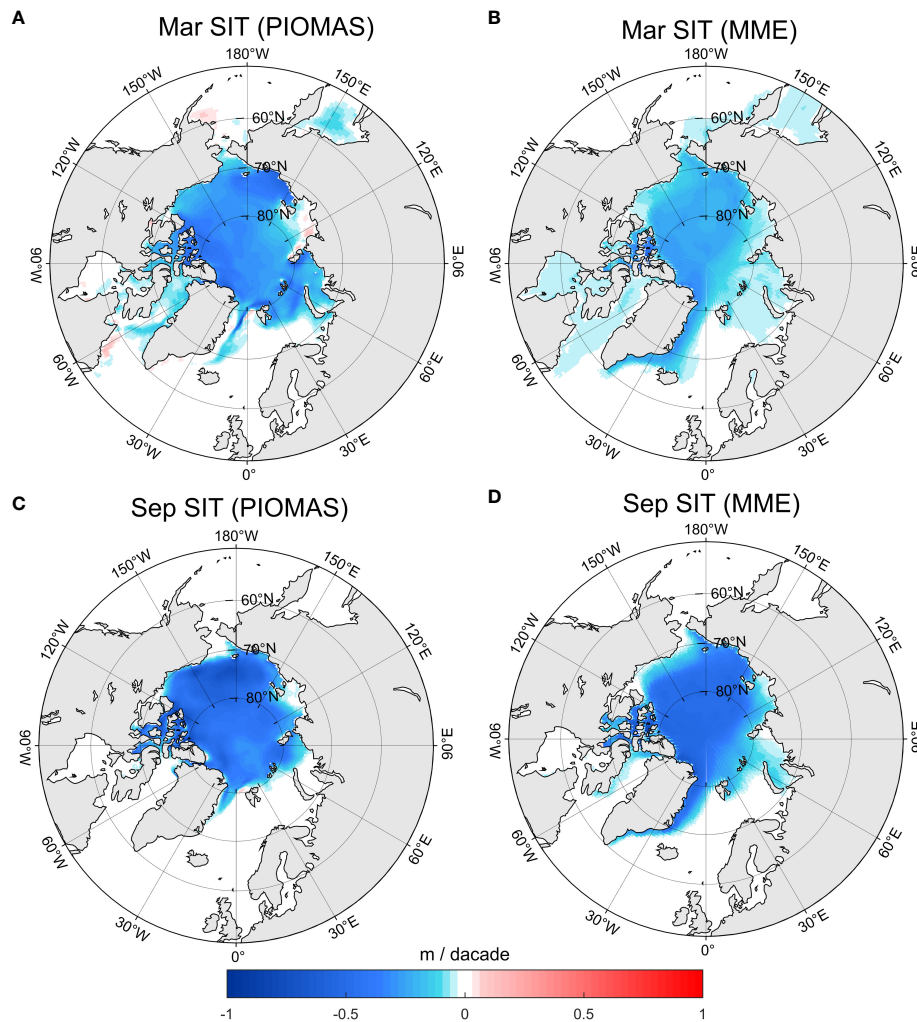 A
Mar SIT (PIOMAS)
180°W
150°W
120°W
90°W
60°W
30°W
0°
30°E
60°E
60°N
70°N
80°N
B
Mar SIT (MME)
180°W
150°W
150°E
120°W
120°E
90°W
90°E
60°W
60°E
30°W
30°E
0°
60°N
70°N
80°N
150°E
120°E
90°E
C
Sep SIT (PIOMAS)
180°W
150°W
150°E
120°W
120°E
90°W
90°E
60°W
60°E
30°W
30°E
0°
60°N
70°N
80°N
D
Sep SIT (MME)
180°W
150°W
150°E
120°W
120°E
90°W
90°E
60°W
60°E
30°W
30°E
0°
60°N
70°N
80°N
m / dacade
-1
-0.5
0
0.5
1